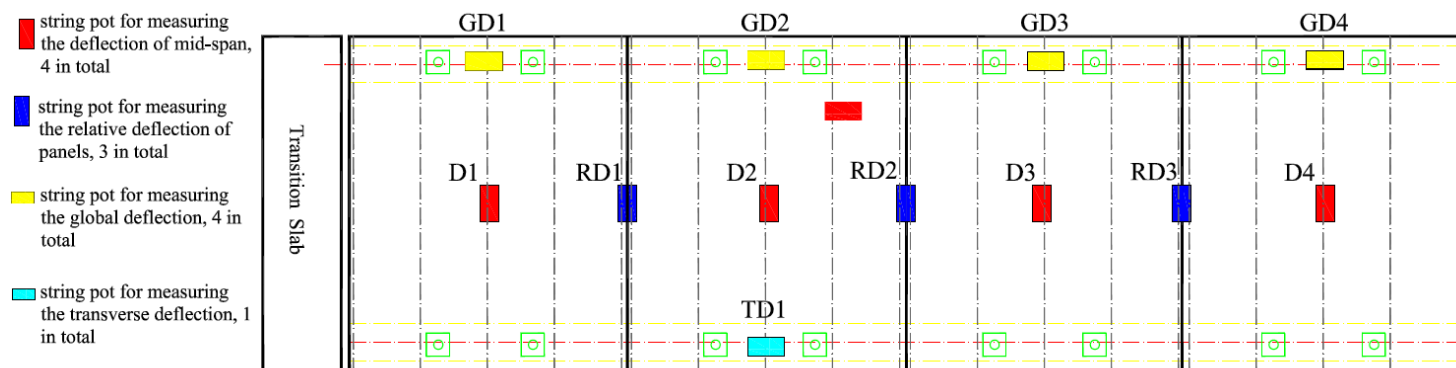 string pot for measuring
the deflection of mid-span,
4 in total
string pot for measuring
the relative deflection of
panels, 3 in total
string pot for measuring
the global deflection, 4 in
total
string pot for measuring
the transverse deflection, 1
in total
Transition Slab
GD1
GD2
GD3
GD4
D1
RD1
D2
RD2
D3
RD3
D4
TD1